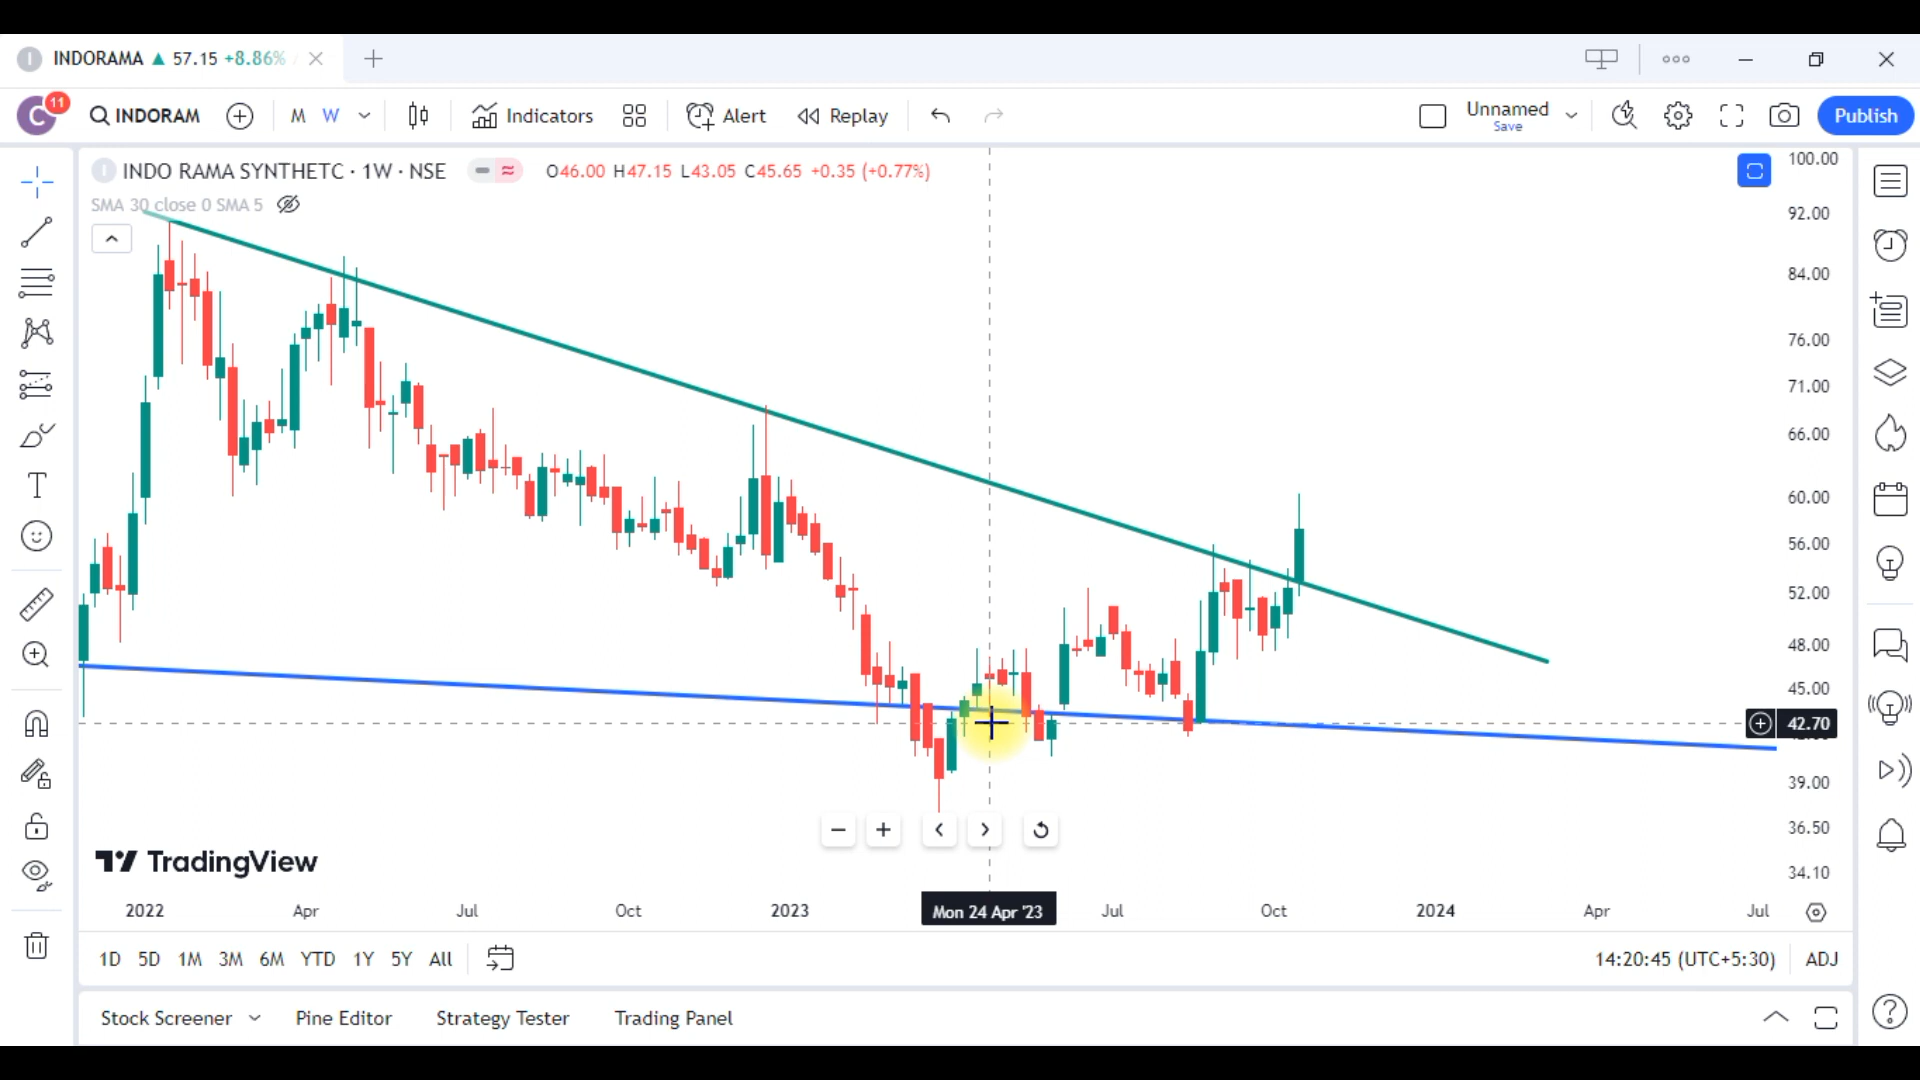 INDORAMA ▲ 57.15 +8.86%
C 11 INDORAM M W Indicators Alert Replay Unnamed Save Publish
I INDO RAMA SYNTHETC · 1W · NSE O46.00 H47.15 L43.05 C45.65 +0.35 (+0.77%)
SMA 30 close 0 SMA 5
100.00
92.00
84.00
76.00
71.00
66.00
60.00
56.00
52.00
48.00
45.00
42.70
39.00
36.50
34.10
TradingView
2022 Apr Jul Oct 2023 Mon 24 Apr '23 Jul Oct 2024 Apr Jul
1D 5D 1M 3M 6M YTD 1Y 5Y All 14:20:45 (UTC+5:30) ADJ
Stock Screener Pine Editor Strategy Tester Trading Panel